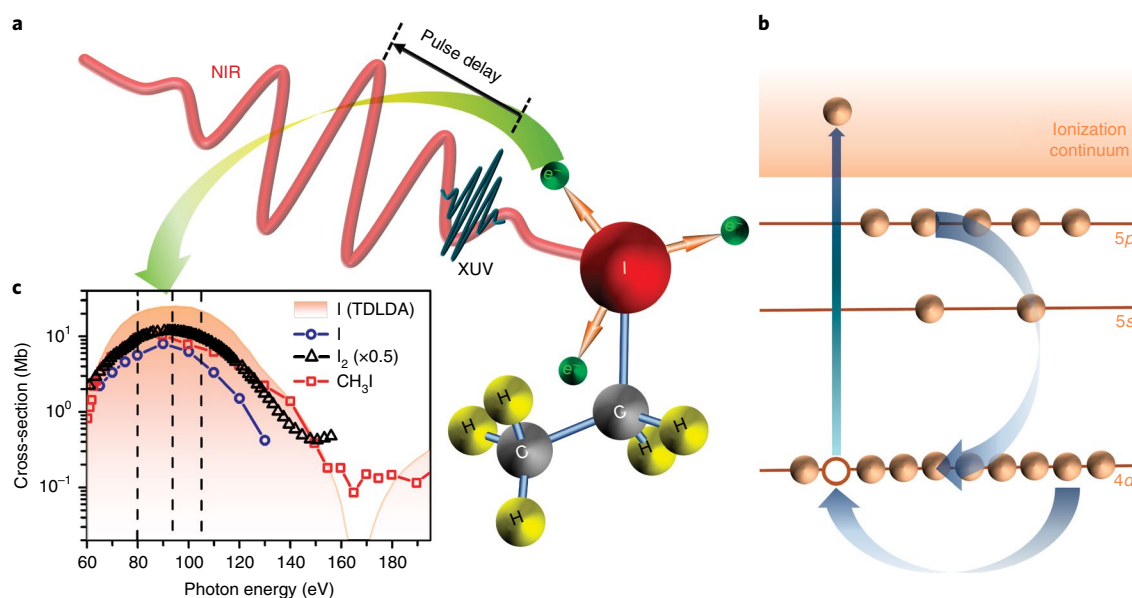 a
NIR
Pulse delay
XUV
e⁻
e⁻
e⁻
I
C
C
H
H
H
H
H
b
Ionization
continuum
5p
5s
4d
c
Cross-section (Mb)
10¹
10⁰
10⁻¹
I (TDLDA)
I
I₂ (×0.5)
CH₃I
60 80 100 120 140 160 180
Photon energy (eV)